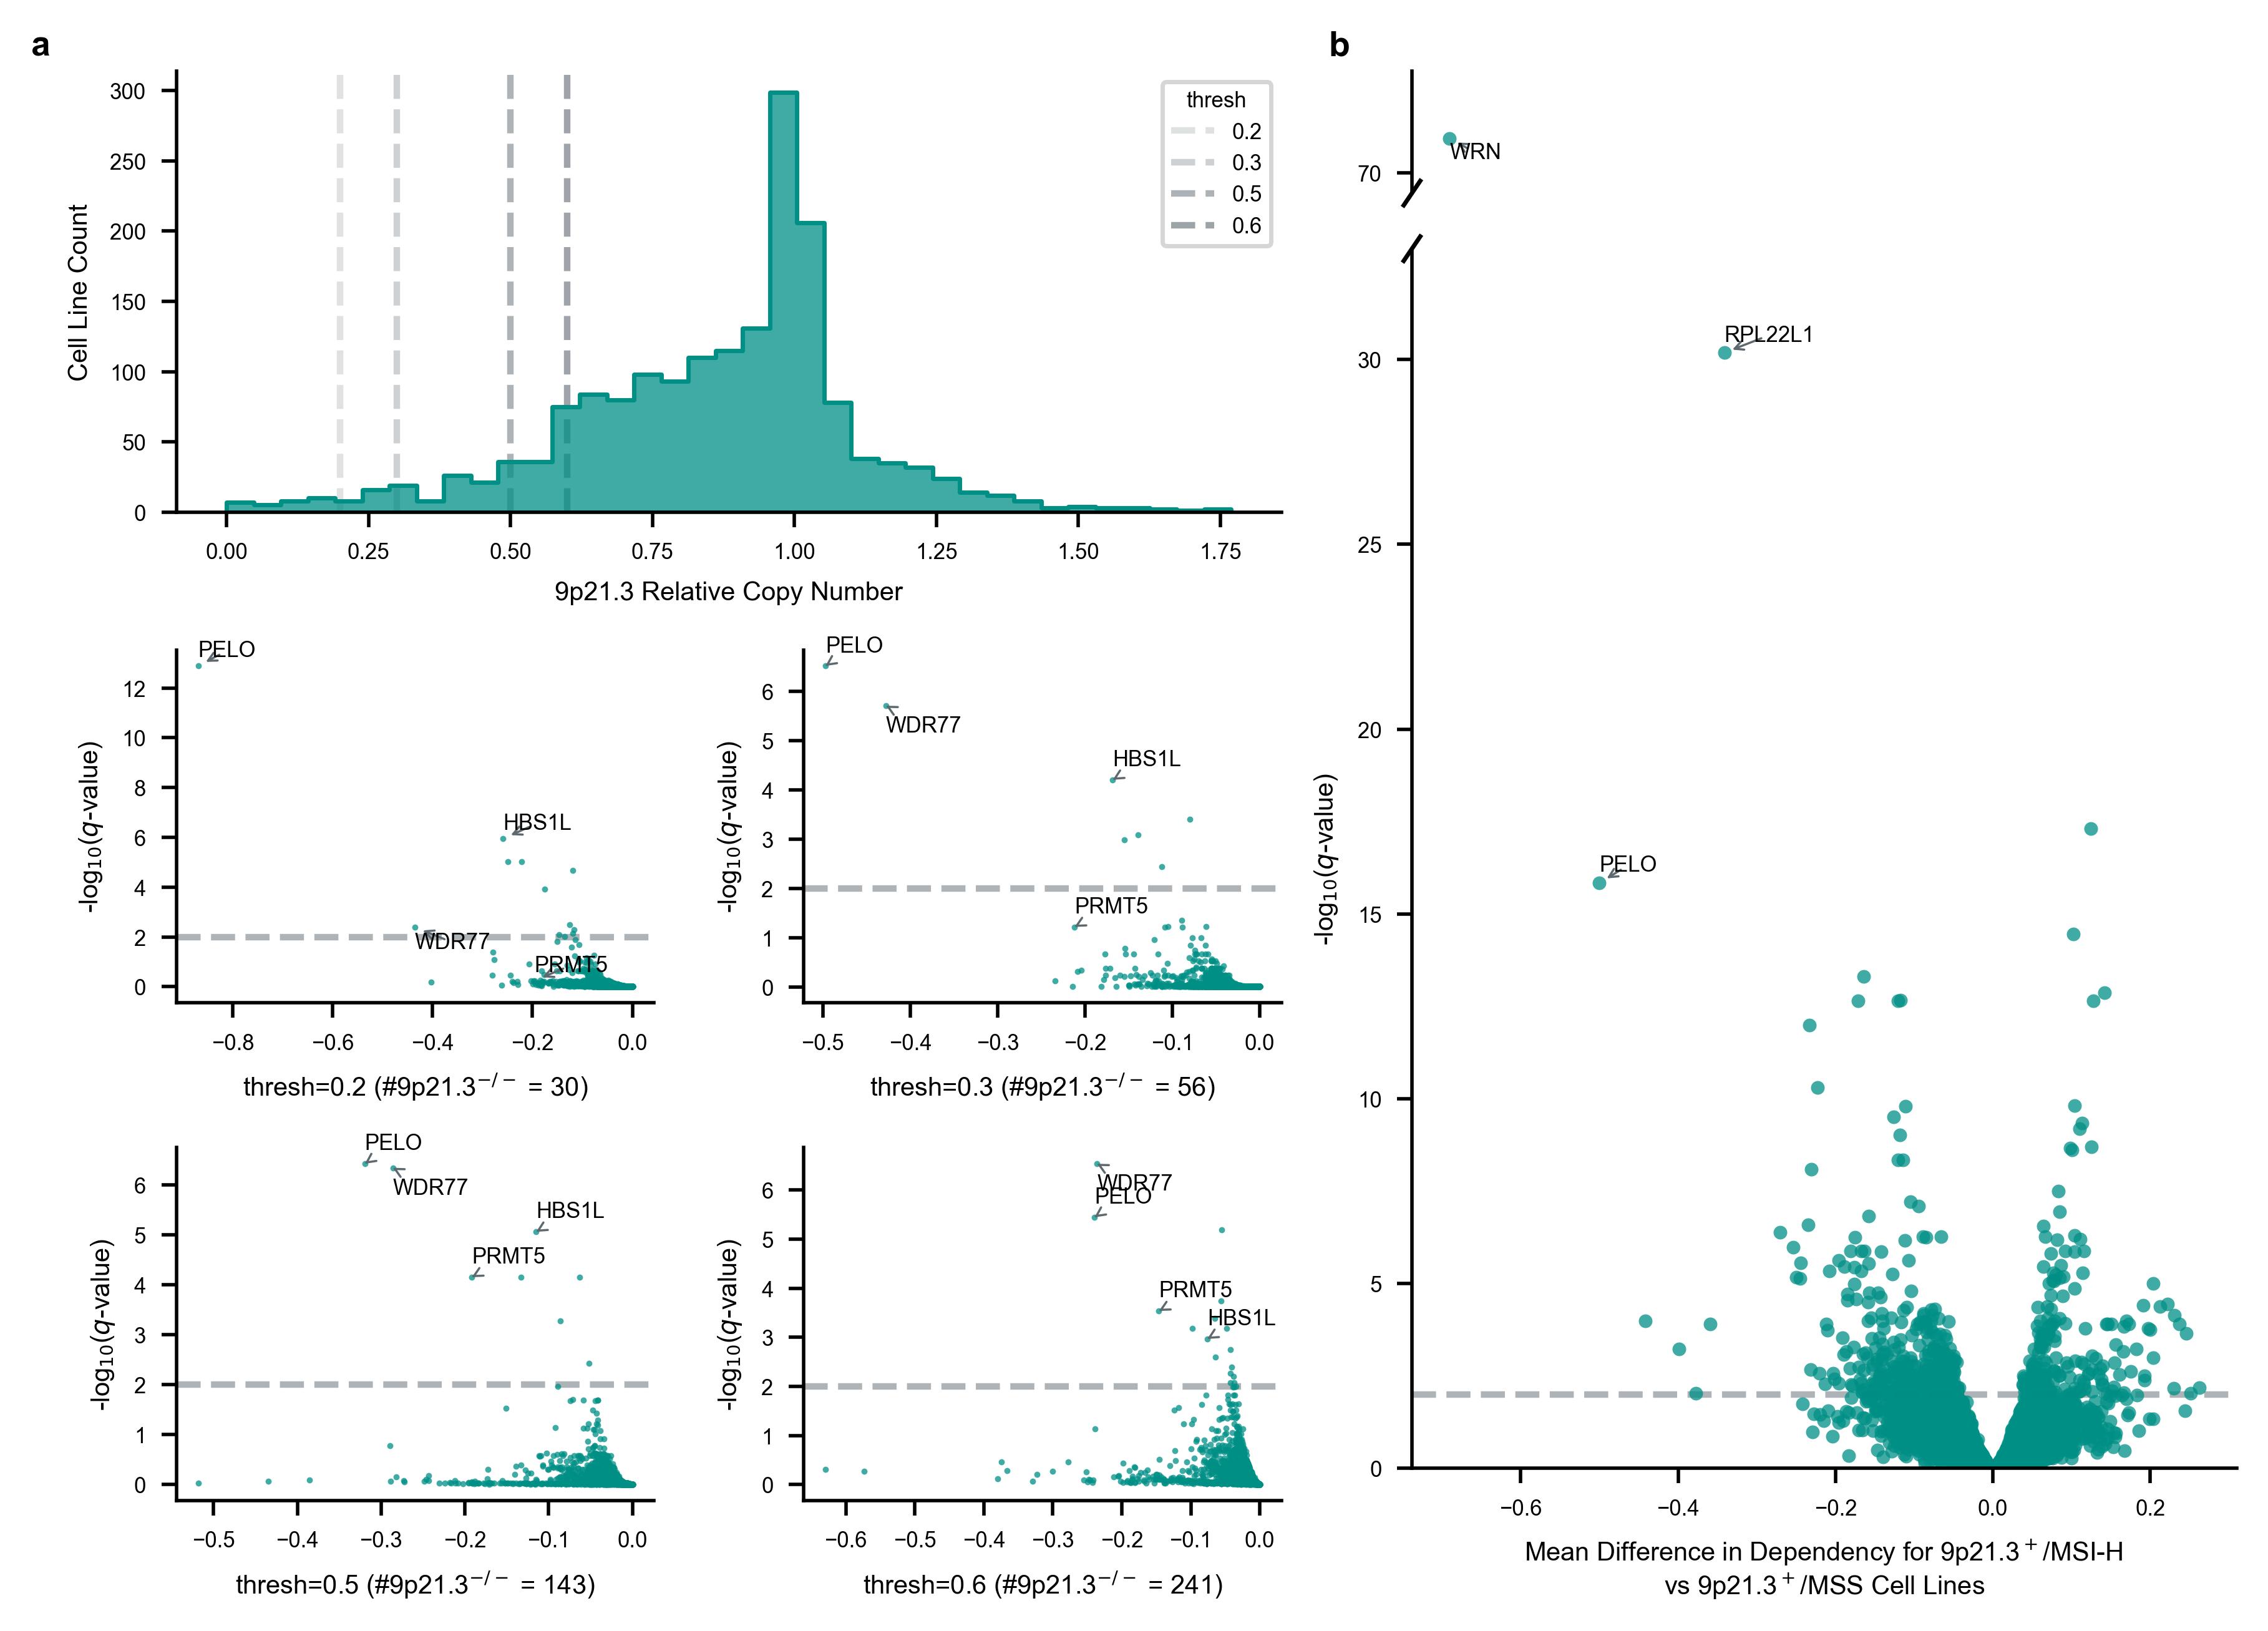 a
300
250
200
150
100
50
0
Cell Line Count
0.00 0.25 0.50 0.75 1.00 1.25 1.50 1.75
9p21.3 Relative Copy Number
thresh
0.2
0.3
0.5
0.6
PELO
HBS1L
WDR77
PRMT5
12
10
8
6
4
2
0
-log₁₀(q-value)
−0.8 −0.6 −0.4 −0.2 0.0
thresh=0.2 (#9p21.3⁻/⁻ = 30)
PELO
WDR77
HBS1L
PRMT5
6
5
4
3
2
1
0
-log₁₀(q-value)
−0.5 −0.4 −0.3 −0.2 −0.1 0.0
thresh=0.3 (#9p21.3⁻/⁻ = 56)
PELO
WDR77
HBS1L
PRMT5
6
5
4
3
2
1
0
-log₁₀(q-value)
−0.5 −0.4 −0.3 −0.2 −0.1 0.0
thresh=0.5 (#9p21.3⁻/⁻ = 143)
WDR77
PELO
PRMT5
HBS1L
6
5
4
3
2
1
0
-log₁₀(q-value)
−0.6 −0.5 −0.4 −0.3 −0.2 −0.1 0.0
thresh=0.6 (#9p21.3⁻/⁻ = 241)
b
WRN
70
RPL22L1
30
25
20
PELO
15
10
5
0
-log₁₀(q-value)
−0.6 −0.4 −0.2 0.0 0.2
Mean Difference in Dependency for 9p21.3⁺/MSI-H
vs 9p21.3⁺/MSS Cell Lines